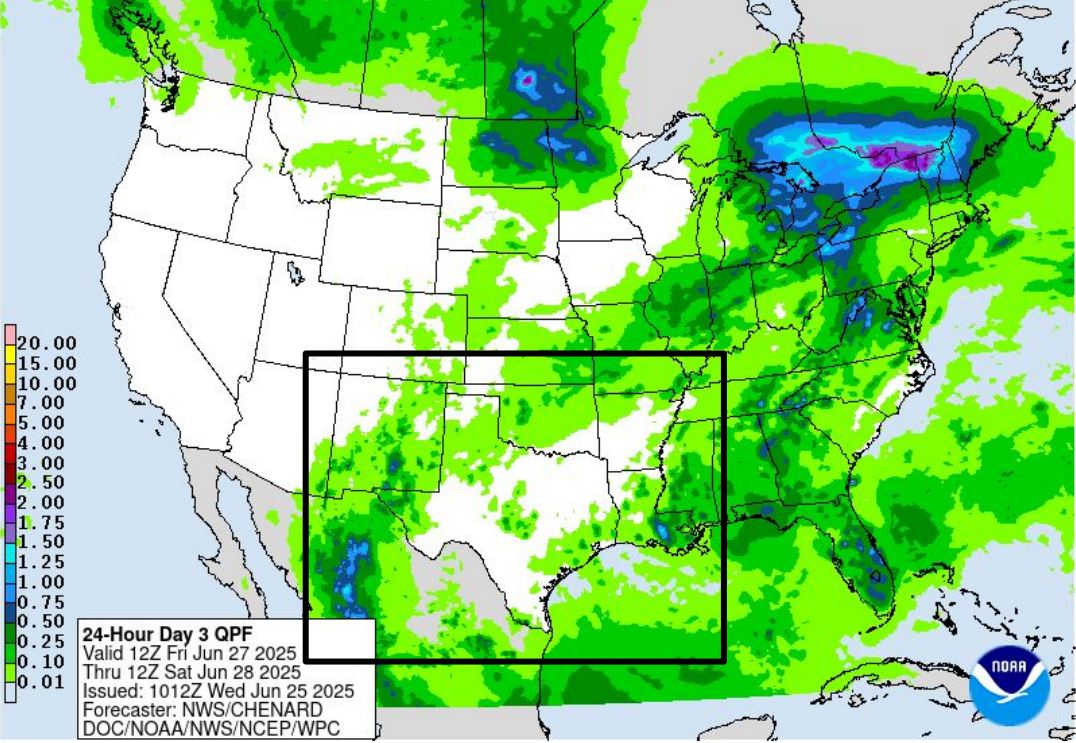 20.00
15.00
10.00
7.00
5.00
4.00
3.00
2.50
2.00
1.75
1.50
1.25
1.00
0.75
0.50
0.25
0.10
0.01
24-Hour Day 3 QPF
Valid 12Z Fri Jun 27 2025
Thru 12Z Sat Jun 28 2025
Issued: 1012Z Wed Jun 25 2025
Forecaster: NWS/CHENARD
DOC/NOAA/NWS/NCEP/WPC
NOAA